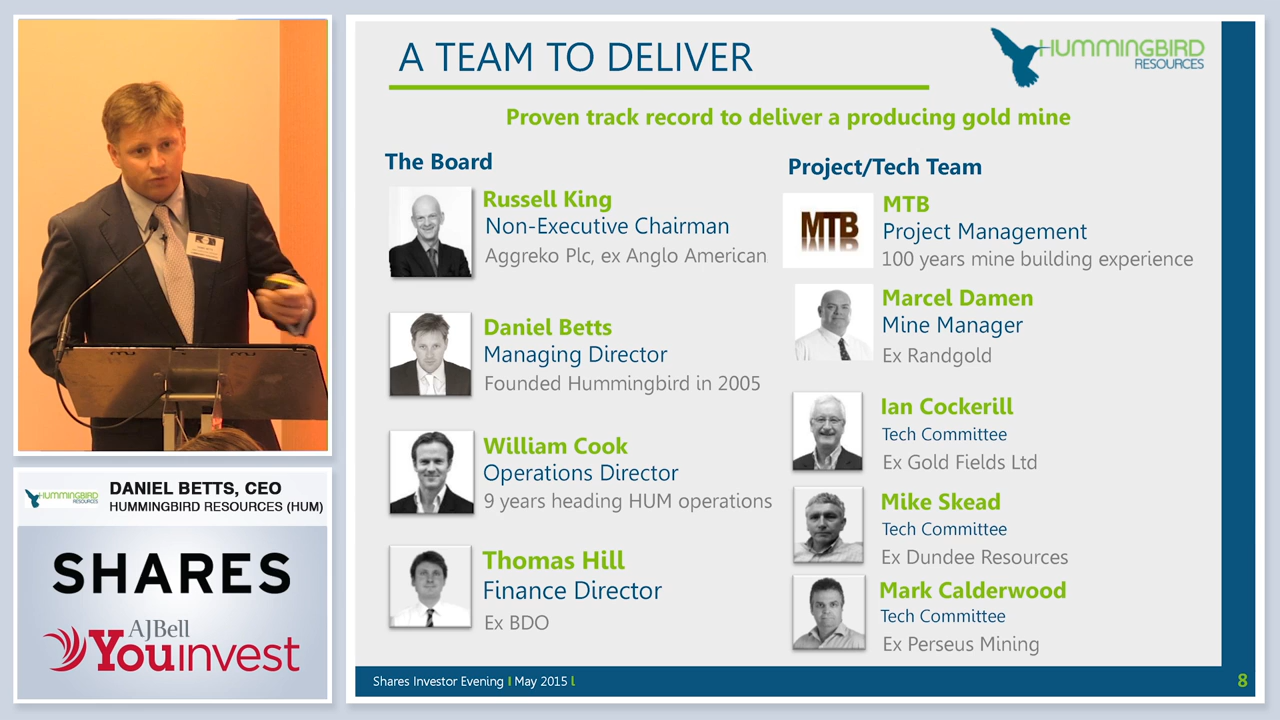 A TEAM TO DELIVER
HUMMINGBIRD
RESOURCES
Proven track record to deliver a producing gold mine
The Board
Russell King
Non-Executive Chairman
Aggreko Plc, ex Anglo American
Daniel Betts
Managing Director
Founded Hummingbird in 2005
William Cook
Operations Director
9 years heading HUM operations
Thomas Hill
Finance Director
Ex BDO
Project/Tech Team
MTB
MTB
Project Management
100 years mine building experience
Marcel Damen
Mine Manager
Ex Randgold
Ian Cockerill
Tech Committee
Ex Gold Fields Ltd
Mike Skead
Tech Committee
Ex Dundee Resources
Mark Calderwood
Tech Committee
Ex Perseus Mining
Shares Investor Evening I May 2015 I
8
HUMMINGBIRD
RESOURCES
DANIEL BETTS, CEO
HUMMINGBIRD RESOURCES (HUM)
SHARES
AJBell
Youinvest